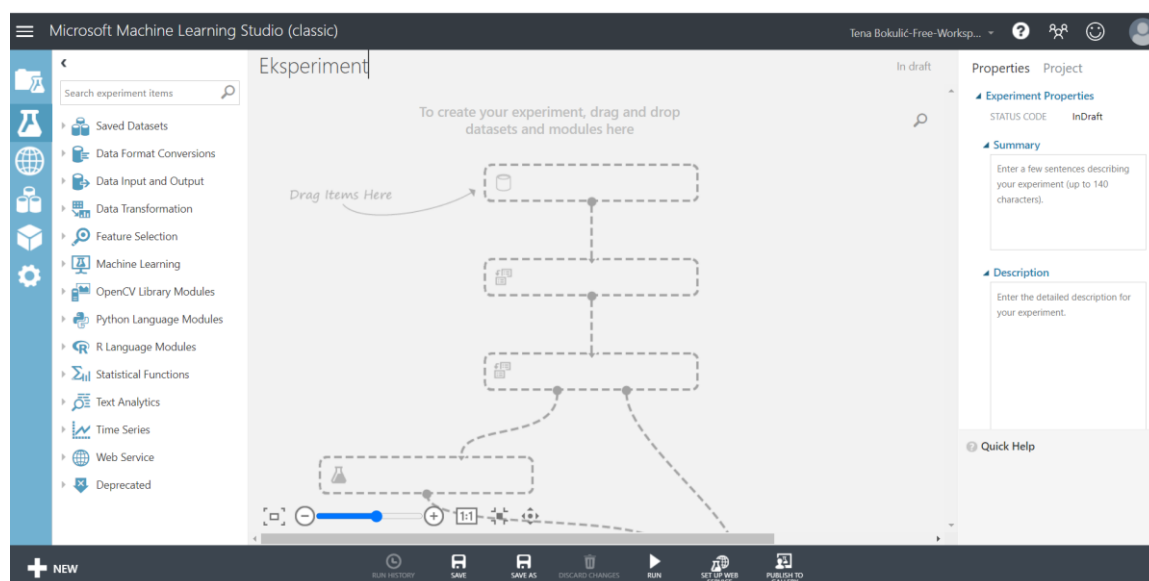 Microsoft Machine Learning Studio (classic)
Tena Bokulić-Free-Worksp...
?
Search experiment items
Saved Datasets
Data Format Conversions
Data Input and Output
Data Transformation
Feature Selection
Machine Learning
OpenCV Library Modules
Python Language Modules
R Language Modules
Statistical Functions
Text Analytics
Time Series
Web Service
Deprecated
Eksperiment
In draft
To create your experiment, drag and drop
datasets and modules here
Drag Items Here
1:1
Properties Project
Experiment Properties
STATUS CODE InDraft
Summary
Enter a few sentences describing
your experiment (up to 140
characters).
Description
Enter the detailed description for
your experiment.
Quick Help
NEW
RUN HISTORY
SAVE
SAVE AS
DISCARD CHANGES
RUN
SET UP WEB
SERVICE
PUBLISH TO
GALLERY